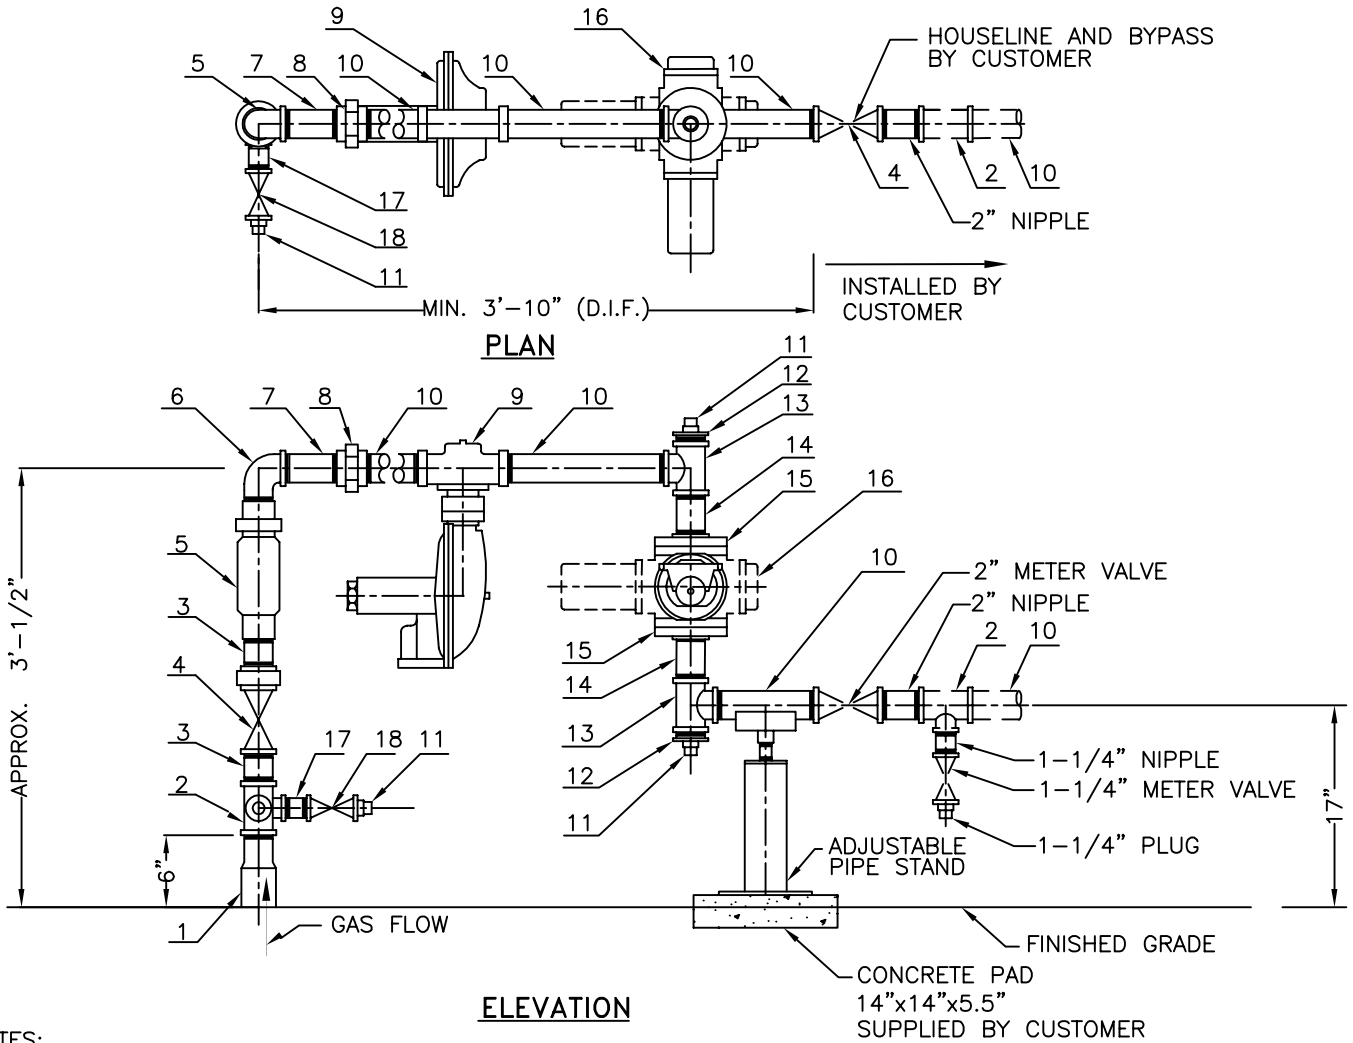 9
16
HOUSELINE AND BYPASS
BY CUSTOMER
5
7
8
10
10
10
17
18
11
4
2
10
2” NIPPLE
INSTALLED BY
CUSTOMER
MIN. 3’-10” (D.I.F.)
PLAN
11
12
13
14
15
16
6
7
8
10
9
10
5
3
4
3
2
17
18
11
1
10
2” METER VALVE
2” NIPPLE
2
10
15
14
13
12
11
1-1/4” NIPPLE
1-1/4” METER VALVE
1-1/4” PLUG
APPROX. 3’-1/2”
6”
17”
ADJUSTABLE
PIPE STAND
GAS FLOW
FINISHED GRADE
CONCRETE PAD
14”x14”x5.5”
SUPPLIED BY CUSTOMER
ELEVATION